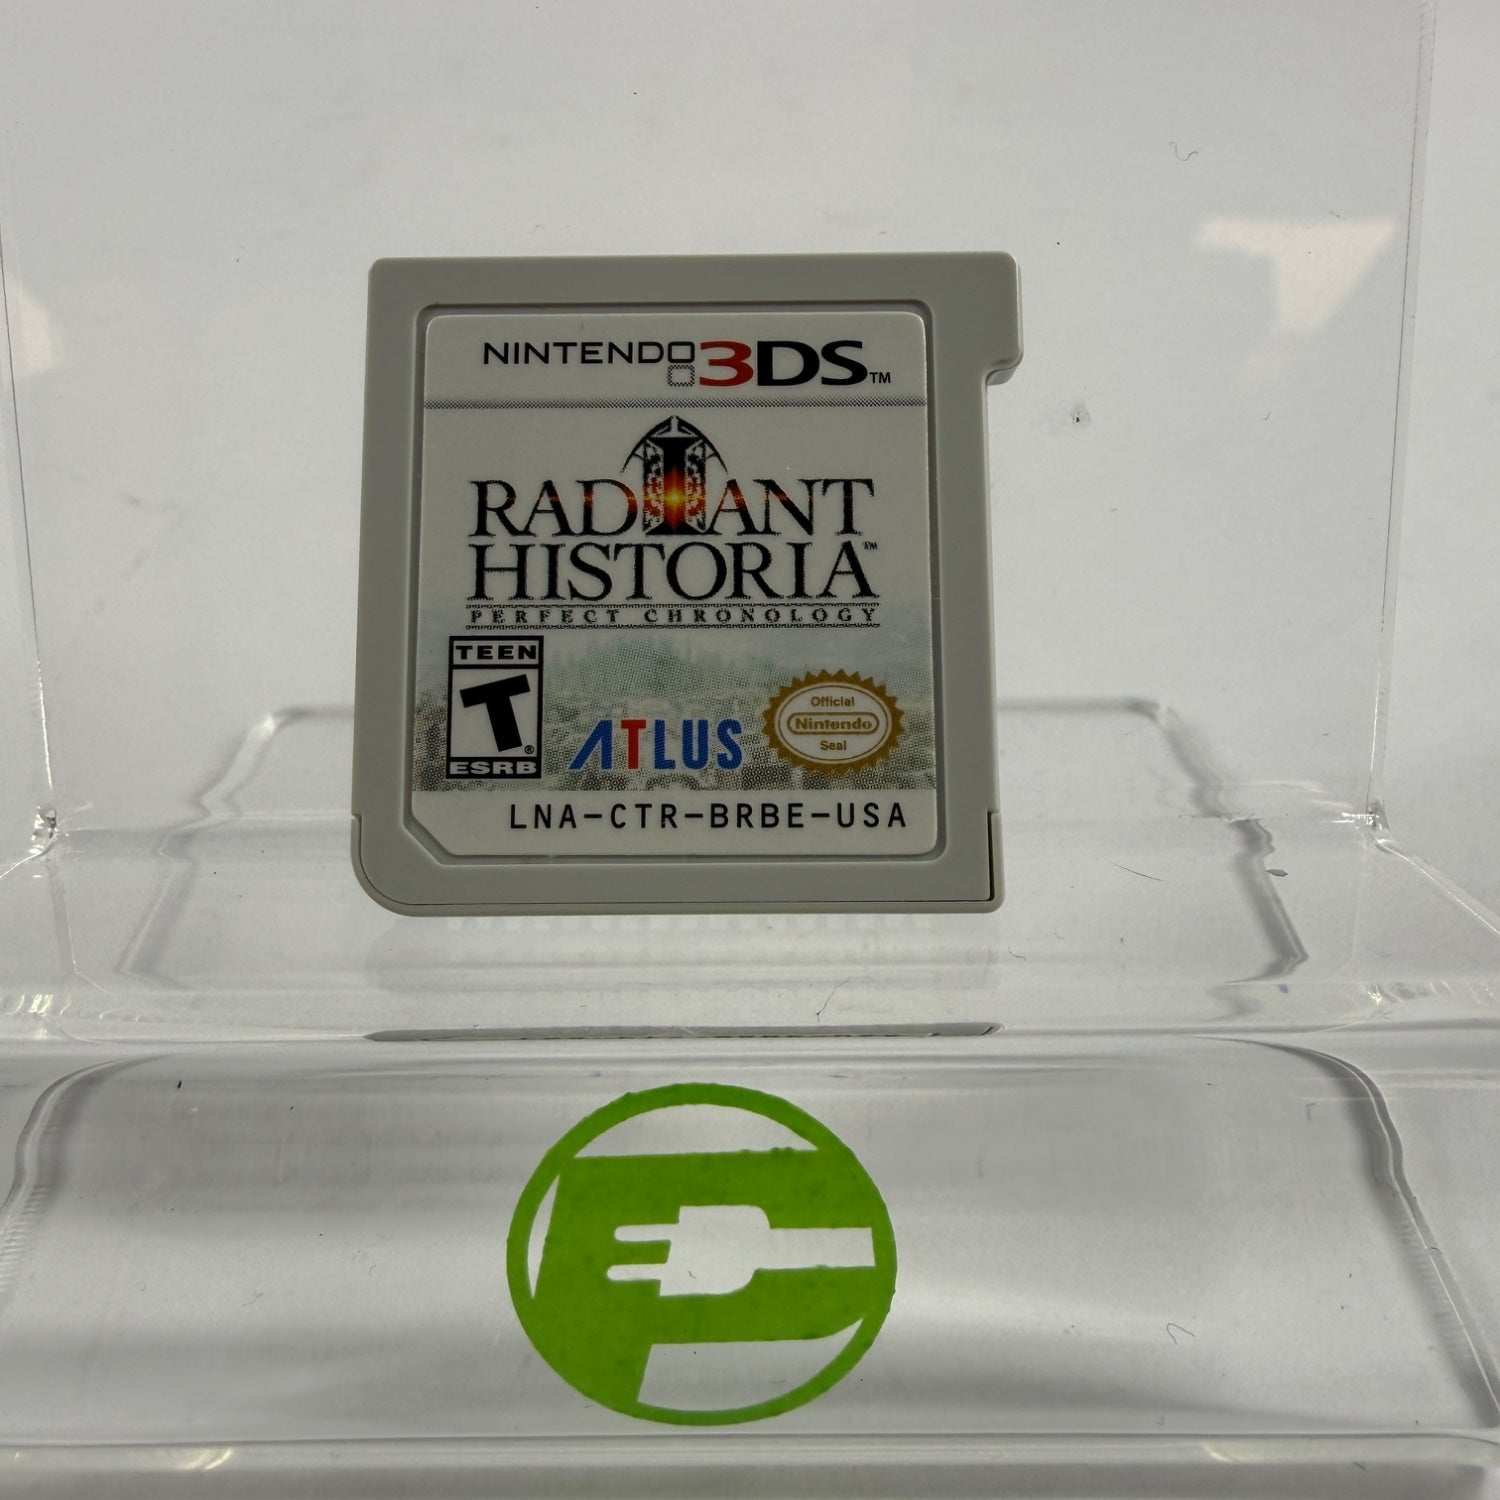 NINTENDO 3DS™
RADIANT
HISTORIA™
PERFECT CHRONOLOGY
TEEN
T®
ESRB
ATLUS
Official
Nintendo
Seal
LNA-CTR-BRBE-USA